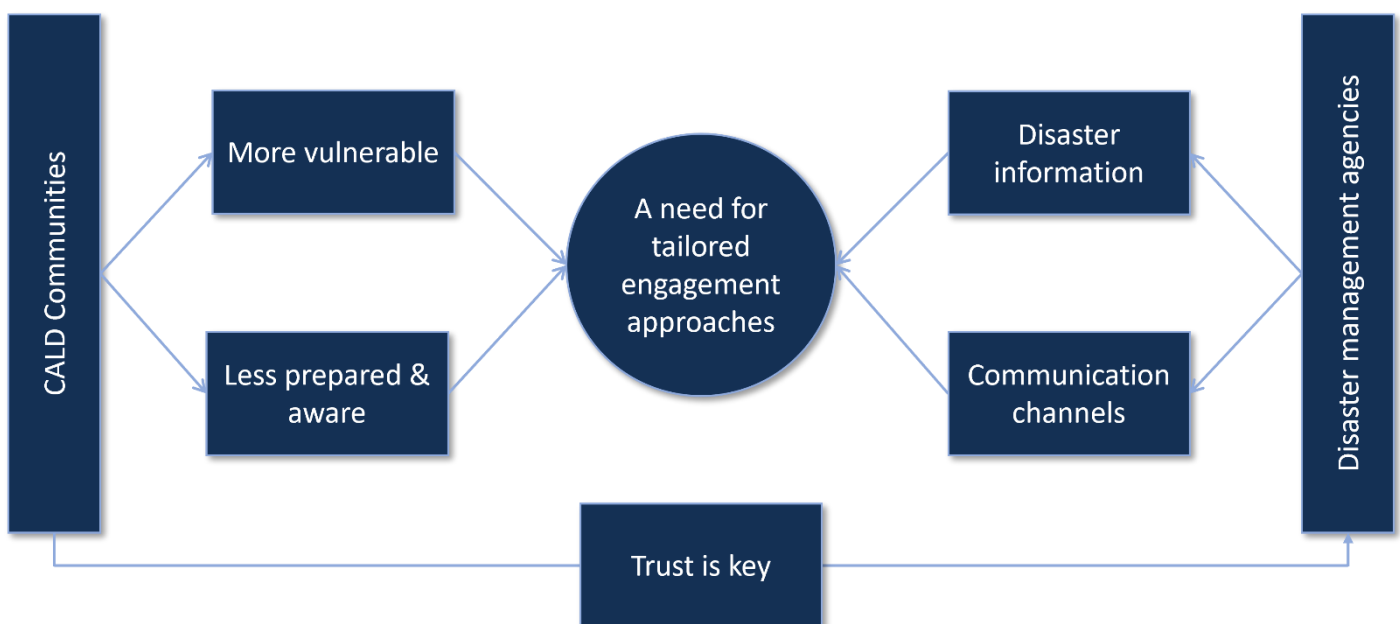 CALD Communities
More vulnerable
Less prepared &
aware
A need for
tailored
engagement
approaches
Disaster
information
Communication
channels
Disaster management agencies
Trust is key